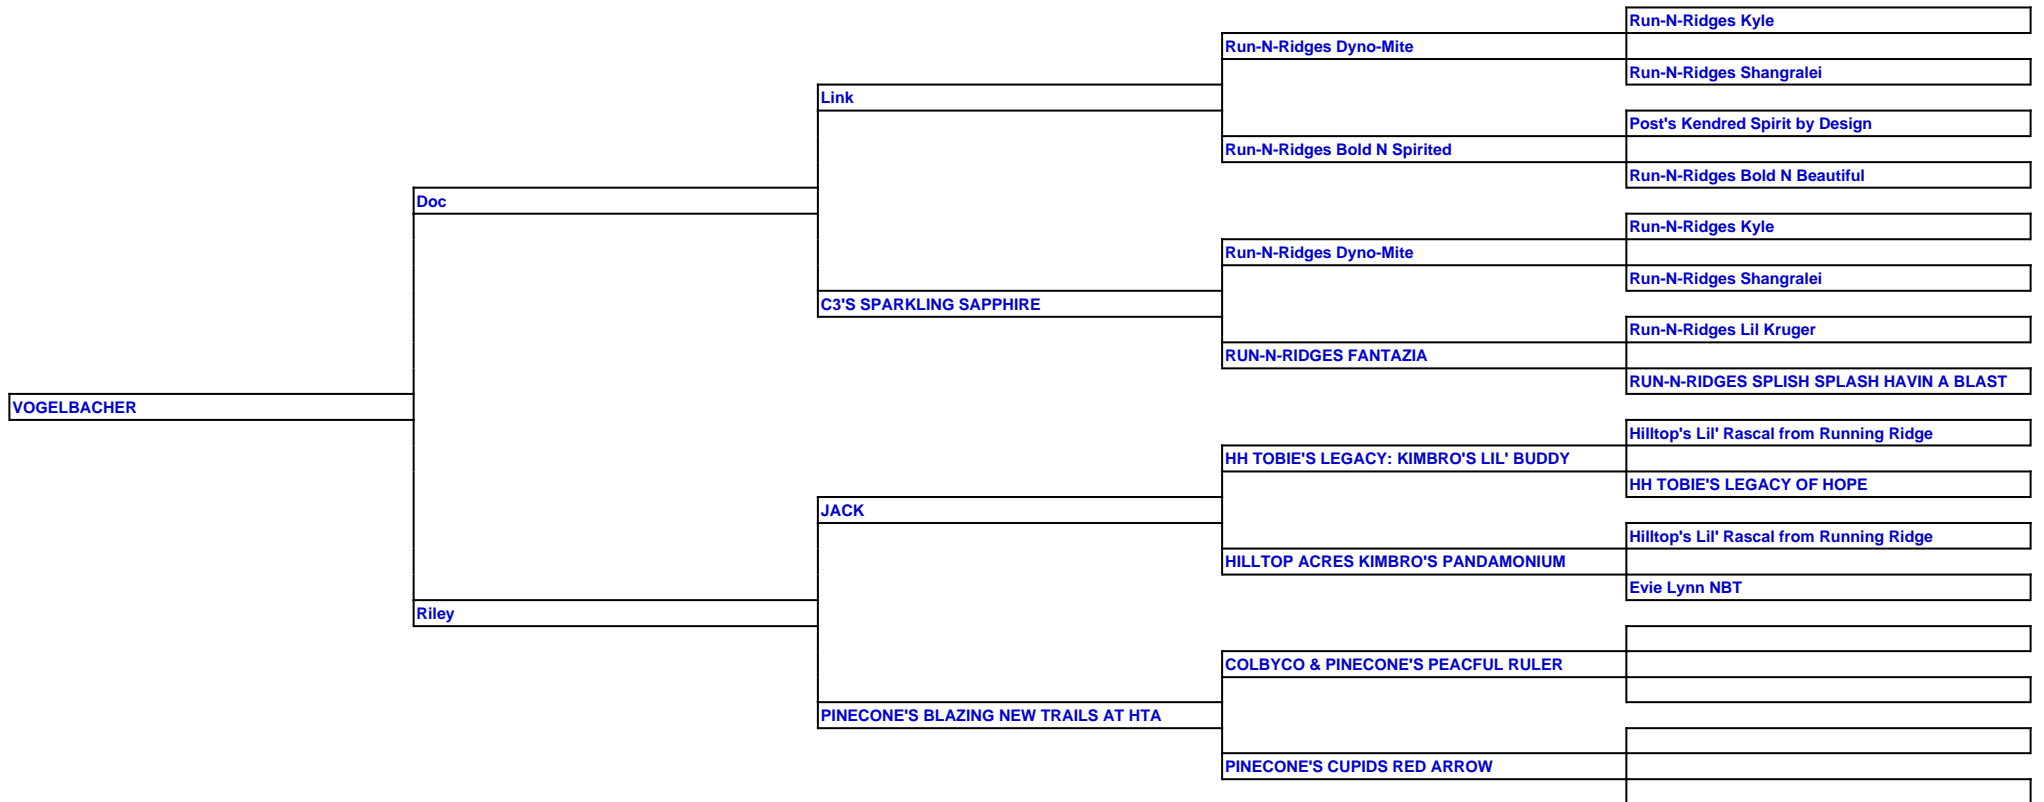 Run-N-Ridges Kyle
Run-N-Ridges Dyno-Mite
Run-N-Ridges Shangralei
Link
Post's Kendred Spirit by Design
Run-N-Ridges Bold N Spirited
Run-N-Ridges Bold N Beautiful
Doc
Run-N-Ridges Kyle
Run-N-Ridges Dyno-Mite
Run-N-Ridges Shangralei
C3'S SPARKLING SAPPHIRE
Run-N-Ridges Lil Kruger
RUN-N-RIDGES FANTAZIA
RUN-N-RIDGES SPLISH SPLASH HAVIN A BLAST
VOGELBACHER
Hilltop's Lil' Rascal from Running Ridge
HH TOBIE'S LEGACY: KIMBRO'S LIL' BUDDY
HH TOBIE'S LEGACY OF HOPE
JACK
Hilltop's Lil' Rascal from Running Ridge
HILLTOP ACRES KIMBRO'S PANDAMONIUM
Evie Lynn NBT
Riley
COLBYCO & PINECONE'S PEACFUL RULER
PINECONE'S BLAZING NEW TRAILS AT HTA
PINECONE'S CUPIDS RED ARROW